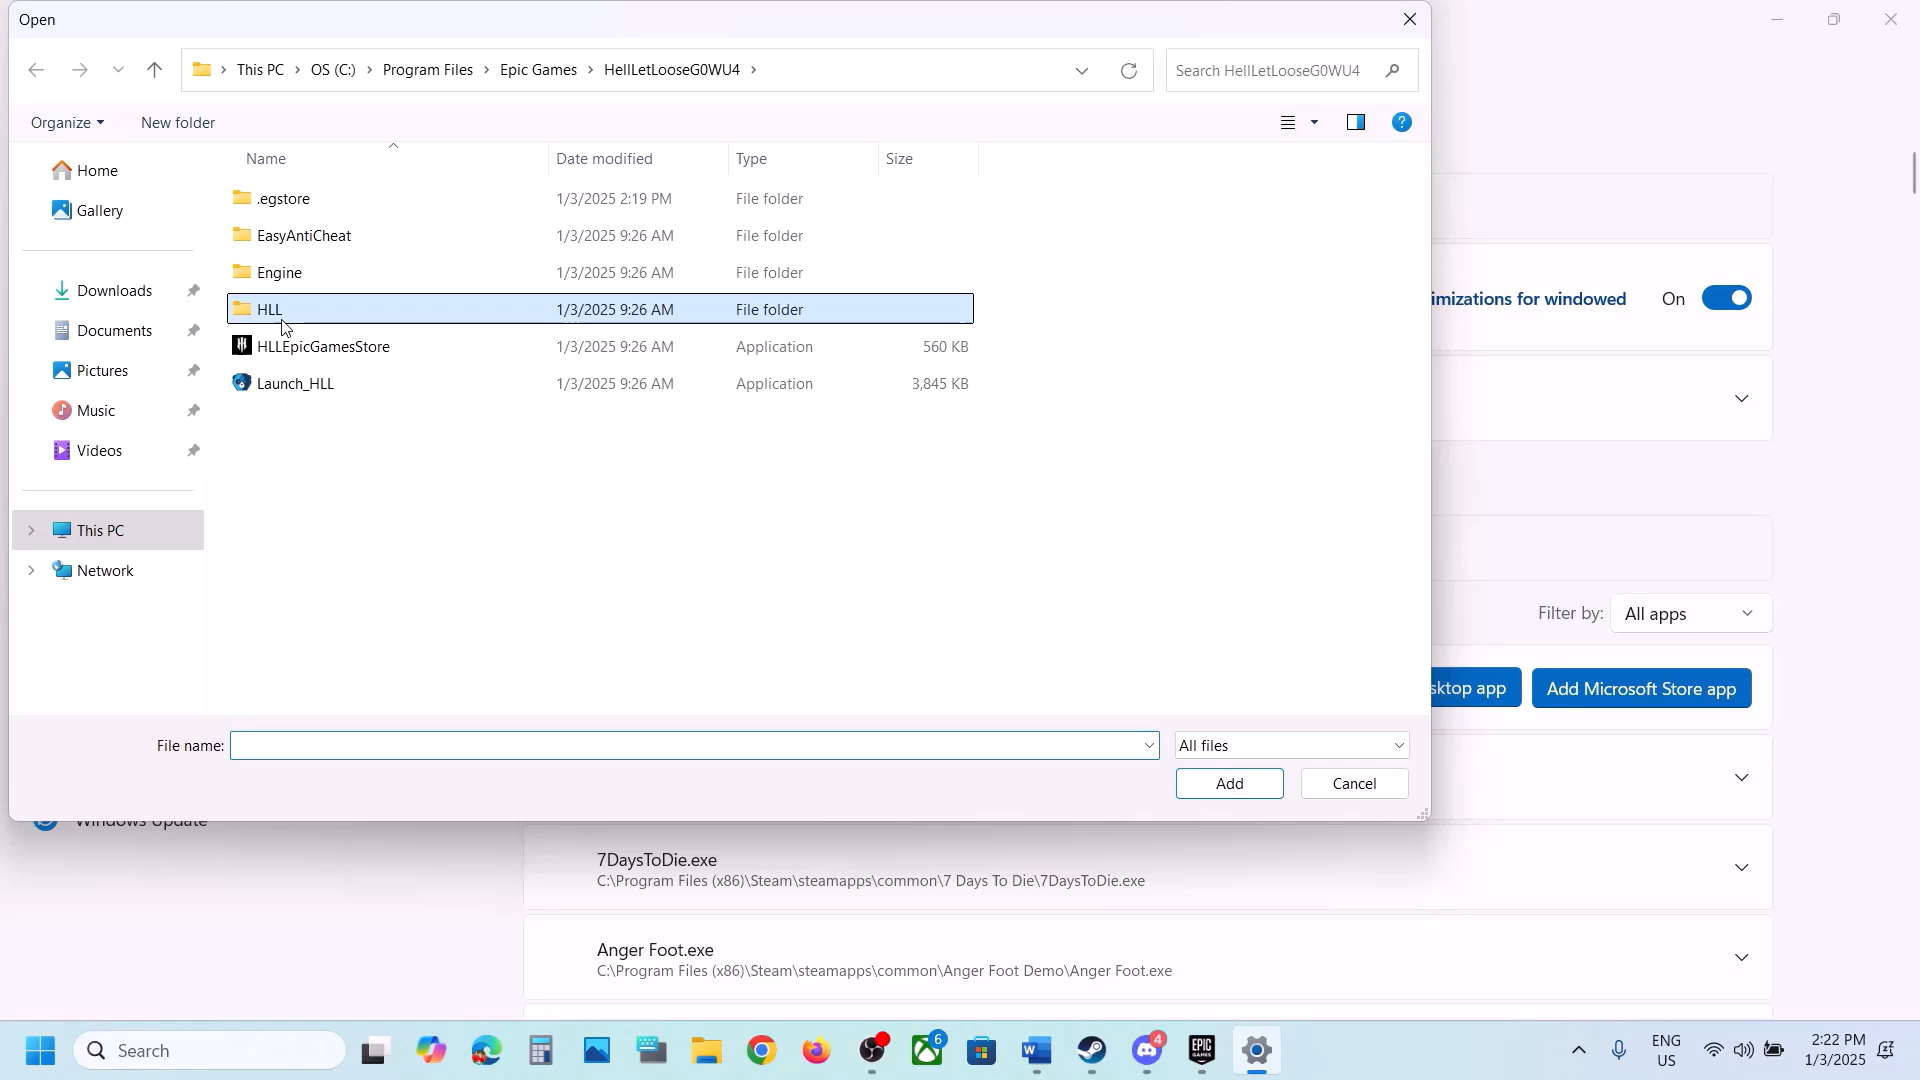 Open
This PC > OS (C:) > Program Files > Epic Games > HellLetLooseG0WU4 >
Search HellLetLooseG0WU4
Organize
New folder
?
Home
Gallery
Downloads
Documents
Pictures
Music
Videos
This PC
Network
Name Date modified Type Size
.egstore 1/3/2025 2:19 PM File folder
EasyAntiCheat 1/3/2025 9:26 AM File folder
Engine 1/3/2025 9:26 AM File folder
HLL 1/3/2025 9:26 AM File folder
HLLEpicGamesStore 1/3/2025 9:26 AM Application 560 KB
Launch_HLL 1/3/2025 9:26 AM Application 3,845 KB
File name:
All files
Add Cancel
imizations for windowed On
Filter by: All apps
sktop app
Add Microsoft Store app
Windows Update
7DaysToDie.exe
C:\Program Files (x86)\Steam\steamapps\common\7 Days To Die\7DaysToDie.exe
Anger Foot.exe
C:\Program Files (x86)\Steam\steamapps\common\Anger Foot Demo\Anger Foot.exe
Search
6
4
EPIC
GAMES
ENG
US
2:22 PM
1/3/2025